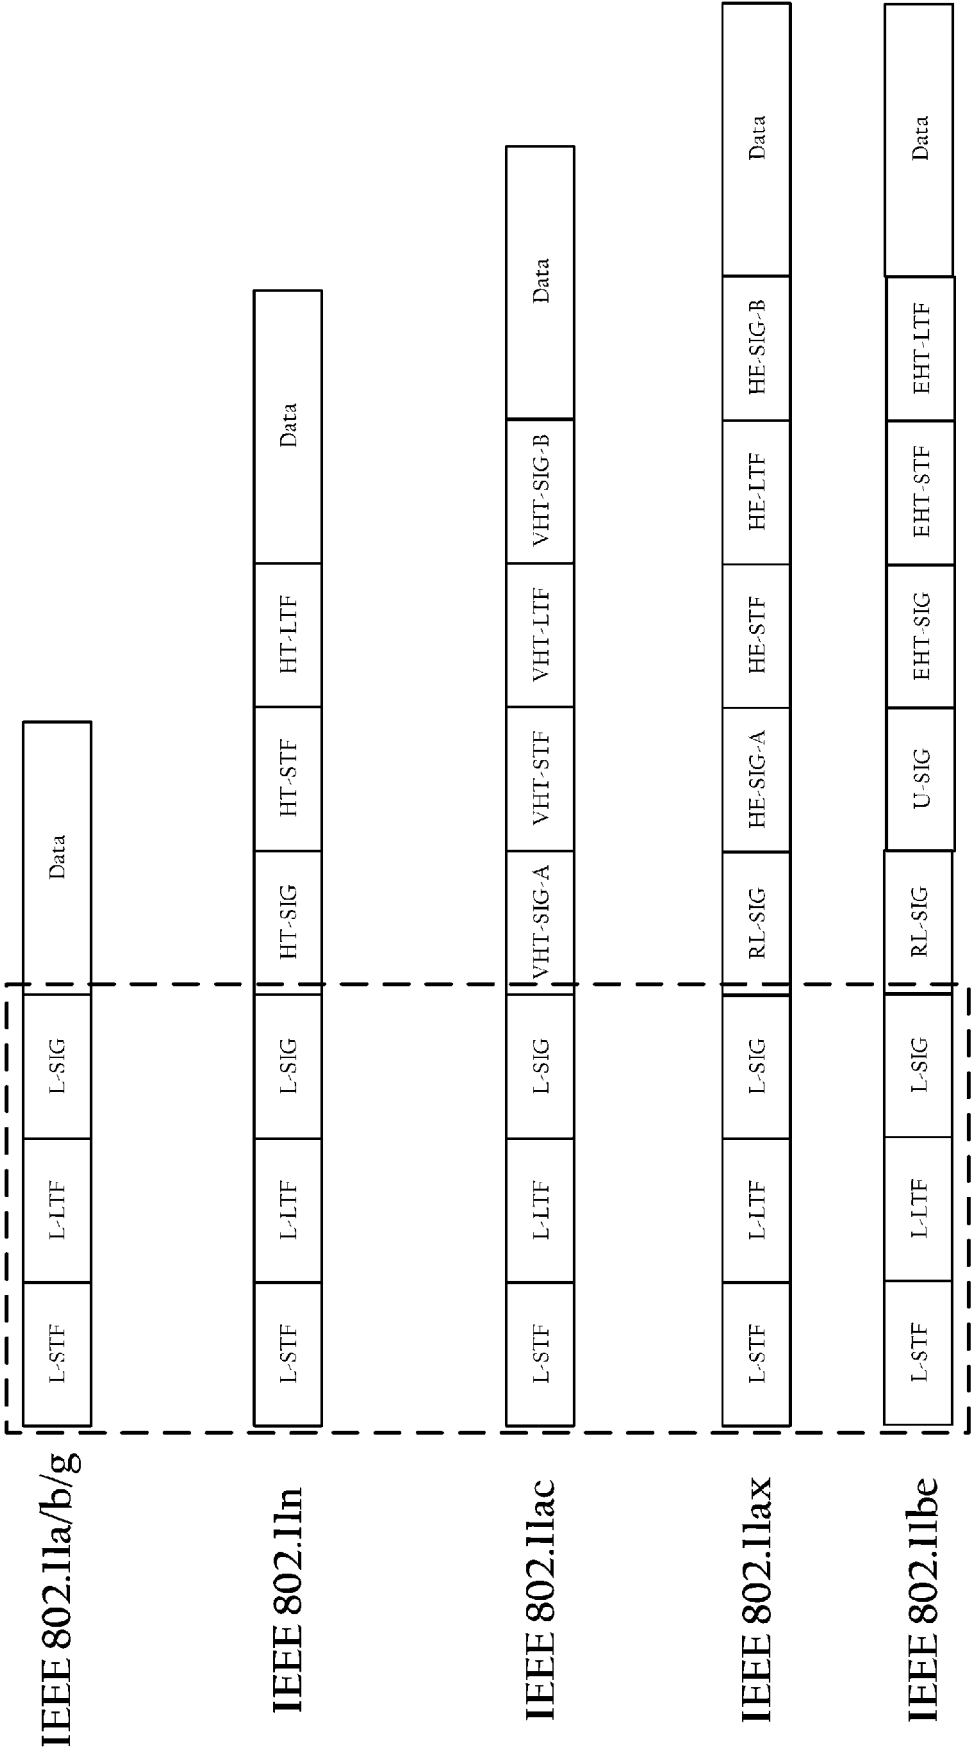 IEEE 802.11a/b/g
L-STF
L-LTF
L-SIG
Data
IEEE 802.11n
L-STF
L-LTF
L-SIG
HT-SIG
HT-STF
HT-LTF
Data
IEEE 802.11ac
L-STF
L-LTF
L-SIG
VHT-SIG-A
VHT-STF
VHT-LTF
VHT-SIG-B
Data
IEEE 802.11ax
L-STF
L-LTF
L-SIG
RL-SIG
HE-SIG-A
HE-STF
HE-LTF
HE-SIG-B
Data
IEEE 802.11be
L-STF
L-LTF
L-SIG
RL-SIG
U-SIG
EHT-SIG
EHT-STF
EHT-LTF
Data